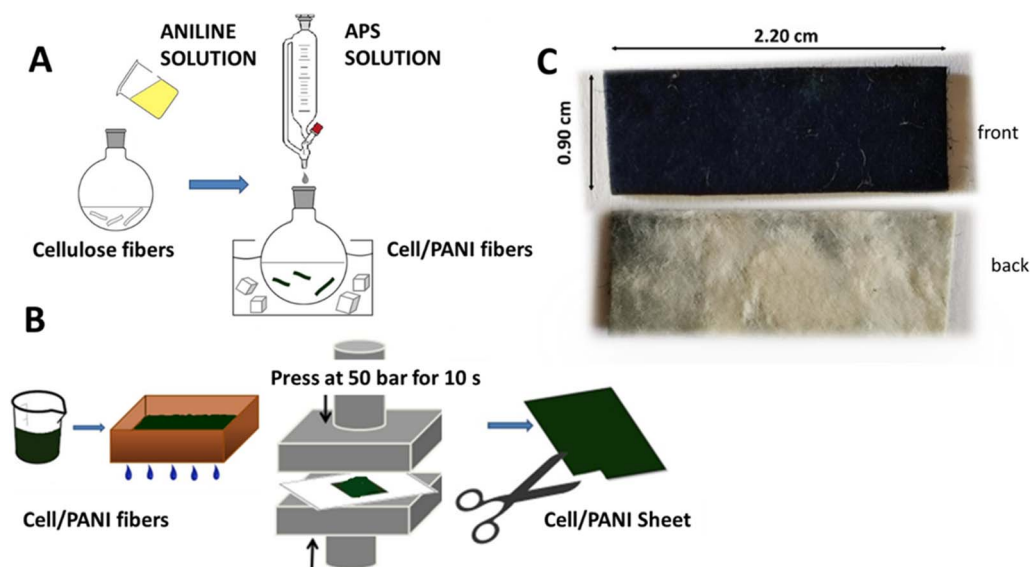 A
ANILINE
SOLUTION
APS
SOLUTION
Cellulose fibers
Cell/PANI fibers
B
Press at 50 bar for 10 s
Cell/PANI fibers
Cell/PANI Sheet
C
2.20 cm
0.90 cm
front
back